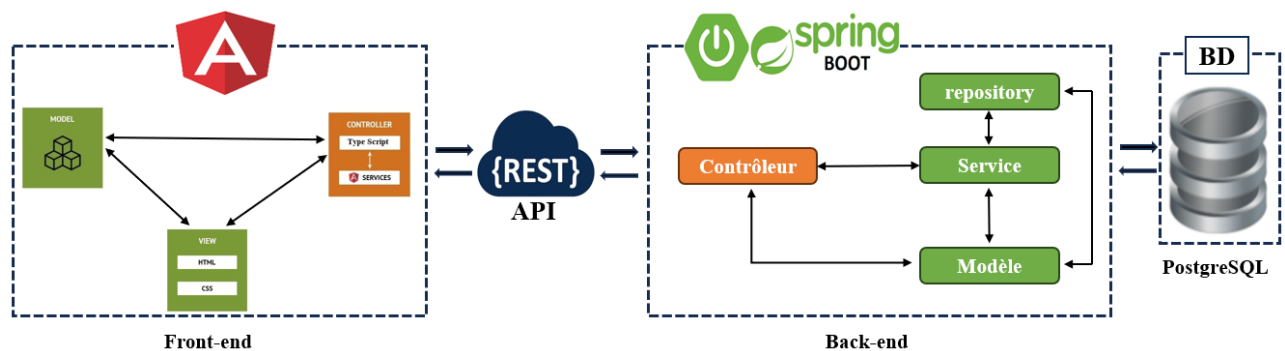 MODEL
CONTROLLER
Type Script
SERVICES
VIEW
HTML
CSS
Front-end
{REST}
API
spring
BOOT
repository
Contrôleur
Service
Modèle
Back-end
BD
PostgreSQL